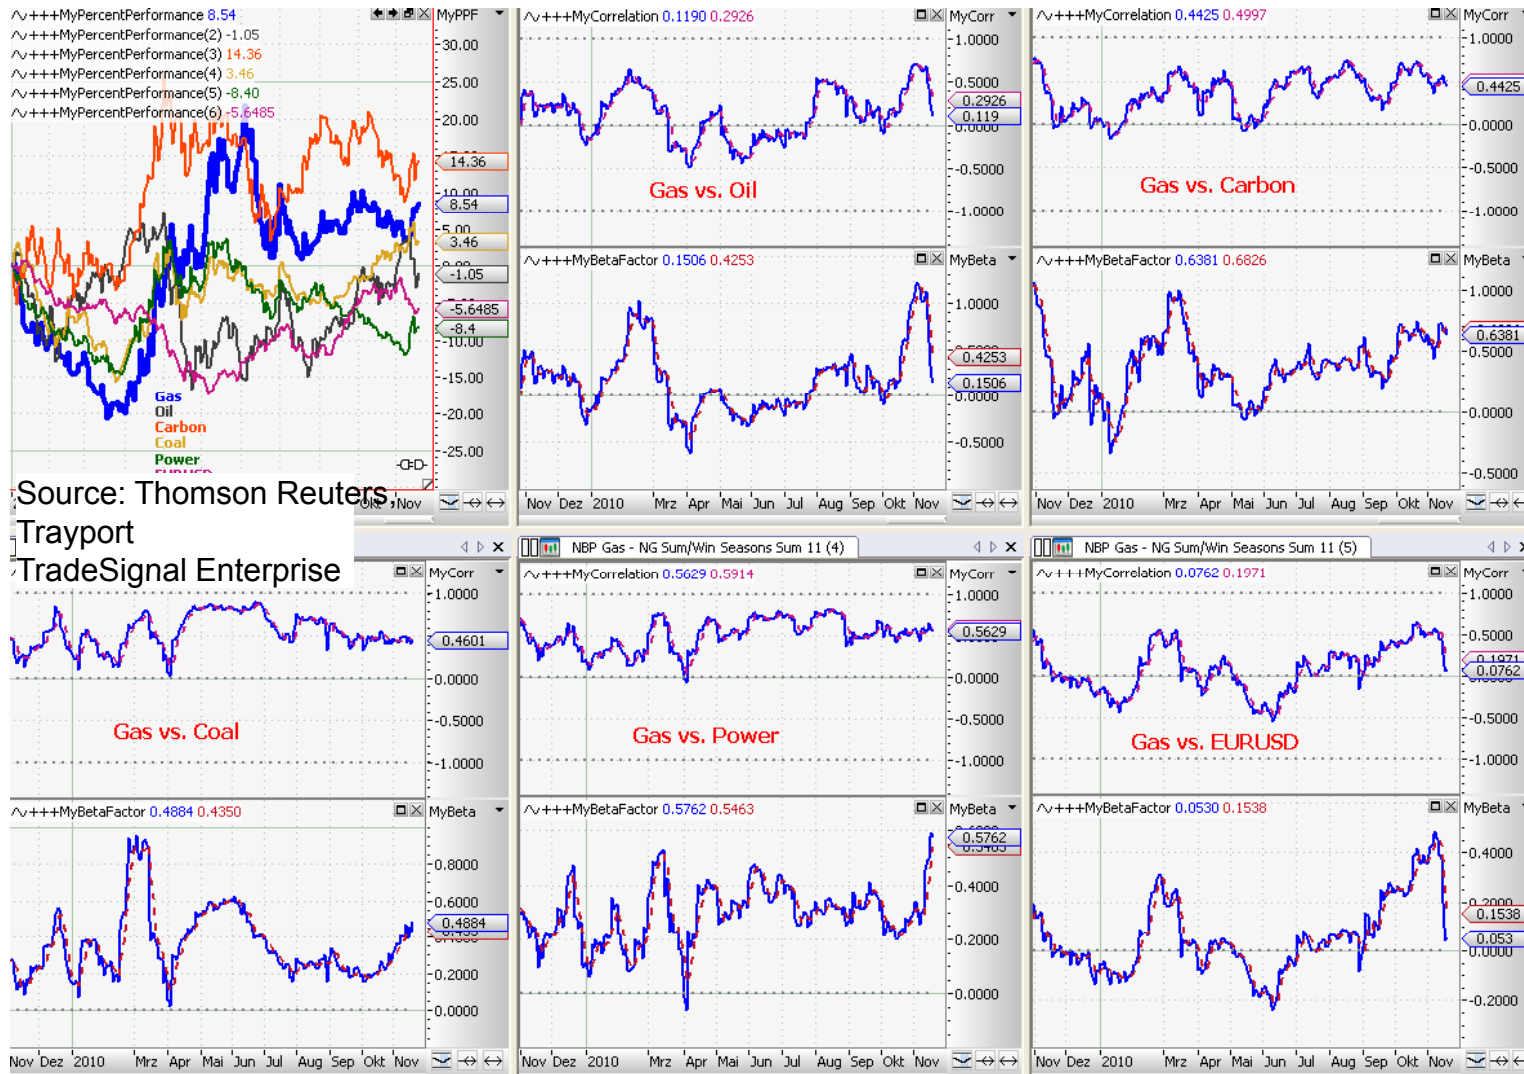 +++MyPercentPerformance 8.54
MyPPF
+++MyPercentPerformance(2) -1.05
+++MyPercentPerformance(3) 14.36
+++MyPercentPerformance(4) 3.46
+++MyPercentPerformance(5) -8.40
+++MyPercentPerformance(6) -5.6485
30.00
25.00
20.00
14.36
10.00
8.54
5.00
3.46
-1.05
-5.6485
-8.4
-10.00
-15.00
-20.00
-25.00
Gas
Oil
Carbon
Coal
Power
EURUSD
Okt Nov
Source: Thomson Reuters,
Trayport
TradeSignal Enterprise
+++MyCorrelation 0.1190 0.2926
MyCorr
1.0000
0.5000
0.2926
0.119
0.0000
-0.5000
-1.0000
Gas vs. Oil
+++MyBetaFactor 0.1506 0.4253
MyBeta
1.0000
0.4253
0.1506
0.0000
-0.5000
Nov Dez 2010 Mrz Apr Mai Jun Jul Aug Sep Okt Nov
+++MyCorrelation 0.4425 0.4997
MyCorr
1.0000
0.4425
0.0000
-0.5000
-1.0000
Gas vs. Carbon
+++MyBetaFactor 0.6381 0.6826
MyBeta
1.0000
0.6381
0.5000
0.0000
-0.5000
Nov Dez 2010 Mrz Apr Mai Jun Jul Aug Sep Okt Nov
MyCorr
1.0000
0.4601
0.0000
-0.5000
-1.0000
Gas vs. Coal
+++MyBetaFactor 0.4884 0.4350
MyBeta
0.8000
0.6000
0.4884
0.2000
0.0000
Nov Dez 2010 Mrz Apr Mai Jun Jul Aug Sep Okt Nov
NBP Gas - NG Sum/Win Seasons Sum 11 (4)
+++MyCorrelation 0.5629 0.5914
MyCorr
1.0000
0.5629
0.0000
-0.5000
-1.0000
Gas vs. Power
+++MyBetaFactor 0.5762 0.5463
MyBeta
0.5762
0.4000
0.2000
0.0000
Nov Dez 2010 Mrz Apr Mai Jun Jul Aug Sep Okt Nov
NBP Gas - NG Sum/Win Seasons Sum 11 (5)
+++MyCorrelation 0.0762 0.1971
MyCorr
1.0000
0.5000
0.1971
0.0762
-0.5000
-1.0000
Gas vs. EURUSD
+++MyBetaFactor 0.0530 0.1538
MyBeta
0.4000
0.1538
0.053
0.0000
-0.2000
Nov Dez 2010 Mrz Apr Mai Jun Jul Aug Sep Okt Nov